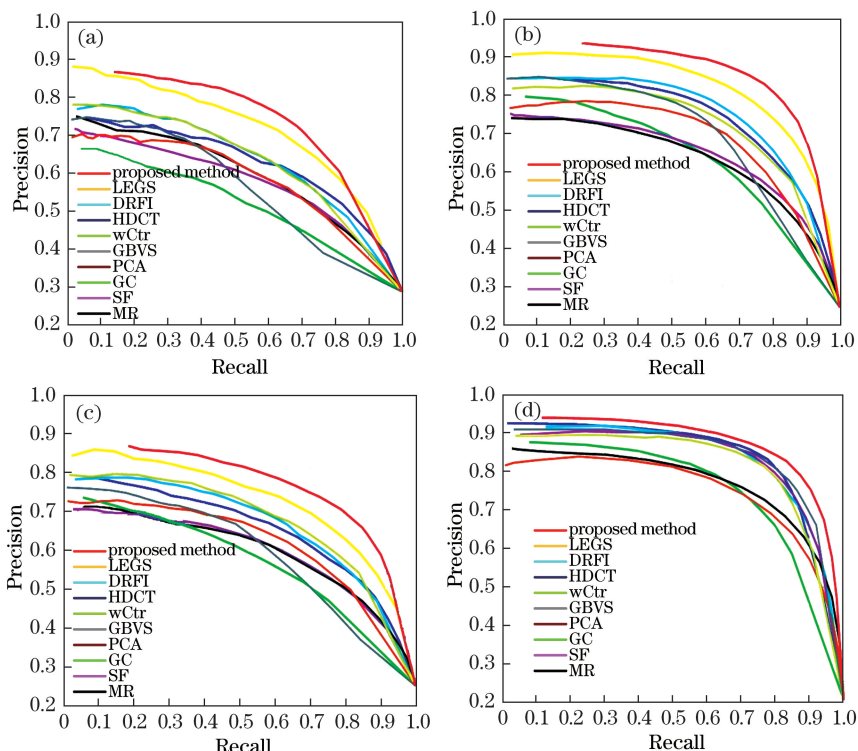 (a)
Precision
1.0
0.9
0.8
0.7
0.6
0.5
0.4
0.3
0.2
proposed method
LEGS
DRFI
HDCT
wCtr
GBVS
PCA
GC
SF
MR
0 0.1 0.2 0.3 0.4 0.5 0.6 0.7 0.8 0.9 1.0
Recall
(b)
Precision
1.0
0.9
0.8
0.7
0.6
0.5
0.4
0.3
0.2
proposed method
LEGS
DRFI
HDCT
wCtr
GBVS
PCA
GC
SF
MR
0 0.1 0.2 0.3 0.4 0.5 0.6 0.7 0.8 0.9 1.0
Recall
(c)
Precision
1.0
0.9
0.8
0.7
0.6
0.5
0.4
0.3
0.2
proposed method
LEGS
DRFI
HDCT
wCtr
GBVS
PCA
GC
SF
MR
0 0.1 0.2 0.3 0.4 0.5 0.6 0.7 0.8 0.9 1.0
Recall
(d)
Precision
1.0
0.9
0.8
0.7
0.6
0.5
0.4
0.3
0.2
proposed method
LEGS
DRFI
HDCT
wCtr
GBVS
PCA
GC
SF
MR
0 0.1 0.2 0.3 0.4 0.5 0.6 0.7 0.8 0.9 1.0
Recall